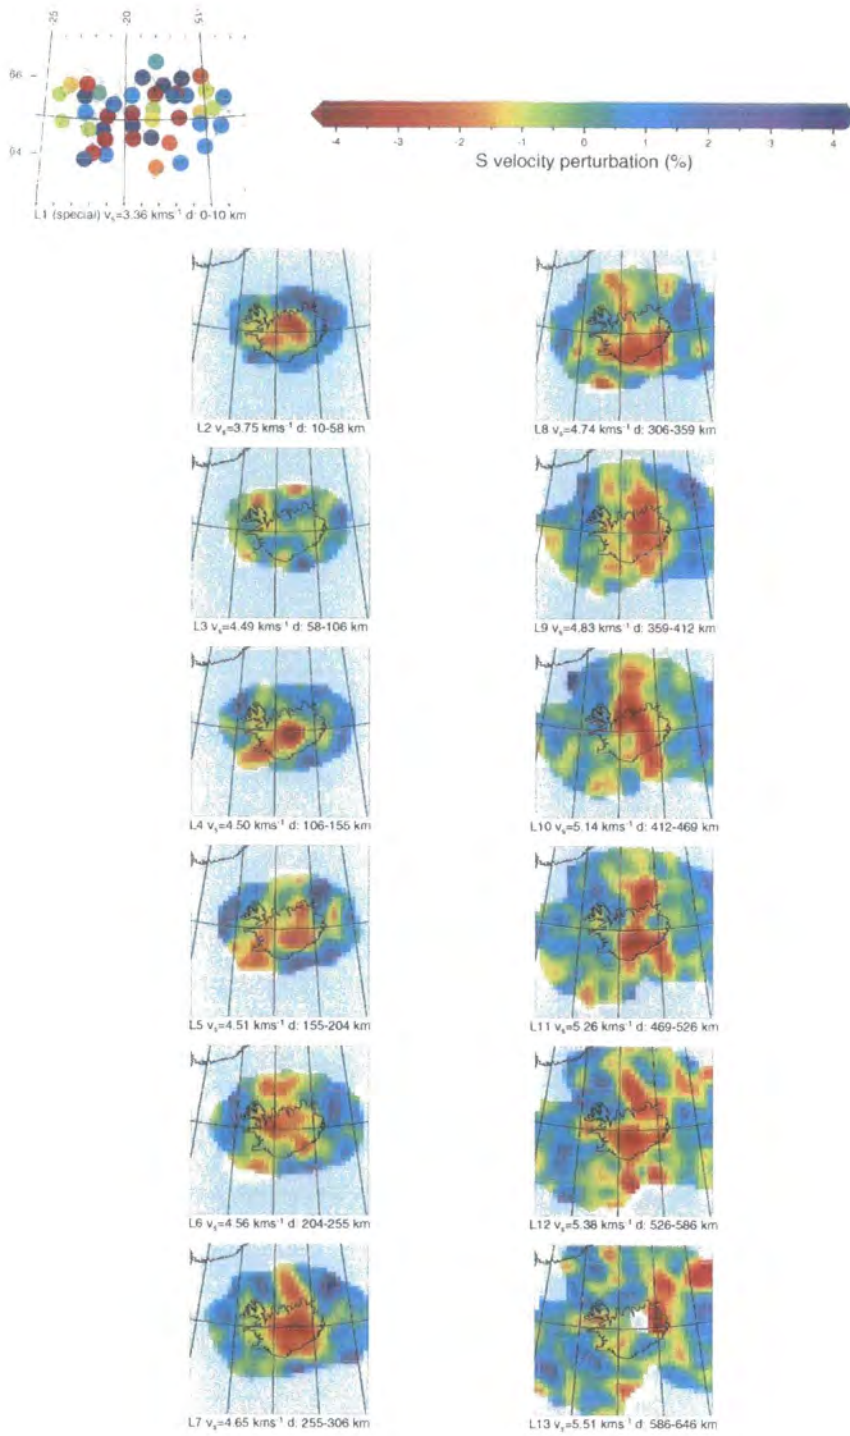 -25 -20 -15
66
64
L1 (special) vs=3.36 kms-1 d: 0-10 km
-4 -3 -2 -1 0 1 2 3 4
S velocity perturbation (%)
L2 vs=3.75 kms-1 d: 10-58 km
L8 vs=4.74 kms-1 d: 306-359 km
L3 vs=4.49 kms-1 d: 58-106 km
L9 vs=4.83 kms-1 d: 359-412 km
L4 vs=4.50 kms-1 d: 106-155 km
L10 vs=5.14 kms-1 d: 412-469 km
L5 vs=4.51 kms-1 d: 155-204 km
L11 vs=5.26 kms-1 d: 469-526 km
L6 vs=4.56 kms-1 d: 204-255 km
L12 vs=5.38 kms-1 d: 526-586 km
L7 vs=4.65 kms-1 d: 255-306 km
L13 vs=5.51 kms-1 d: 586-646 km